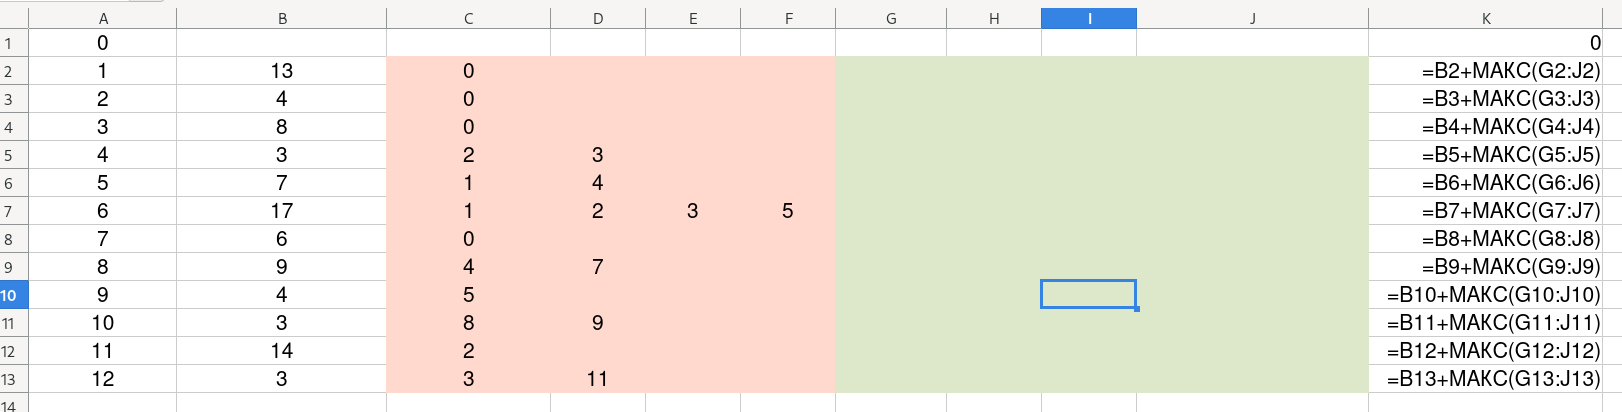 A B C D E F G H I J K
1 0 0
2 1 13 0 =B2+МАКС(G2:J2)
3 2 4 0 =B3+МАКС(G3:J3)
4 3 8 0 =B4+МАКС(G4:J4)
5 4 3 2 3 =B5+МАКС(G5:J5)
6 5 7 1 4 =B6+МАКС(G6:J6)
7 6 17 1 2 3 5 =B7+МАКС(G7:J7)
8 7 6 0 =B8+МАКС(G8:J8)
9 8 9 4 7 =B9+МАКС(G9:J9)
10 9 4 5 =B10+МАКС(G10:J10)
11 10 3 8 9 =B11+МАКС(G11:J11)
12 11 14 2 =B12+МАКС(G12:J12)
13 12 3 3 11 =B13+МАКС(G13:J13)
14